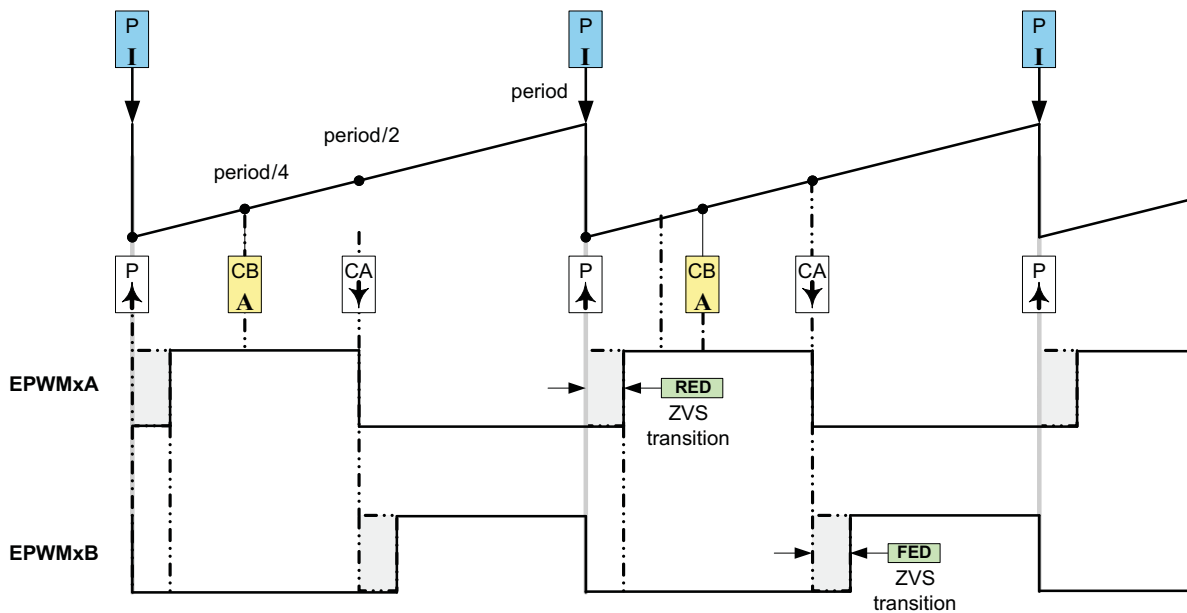 P P P
I I I
period
period/2
period/4
P CB CA P CB CA P
A A
EPWMxA
RED
ZVS
transition
EPWMxB
FED
ZVS
transition